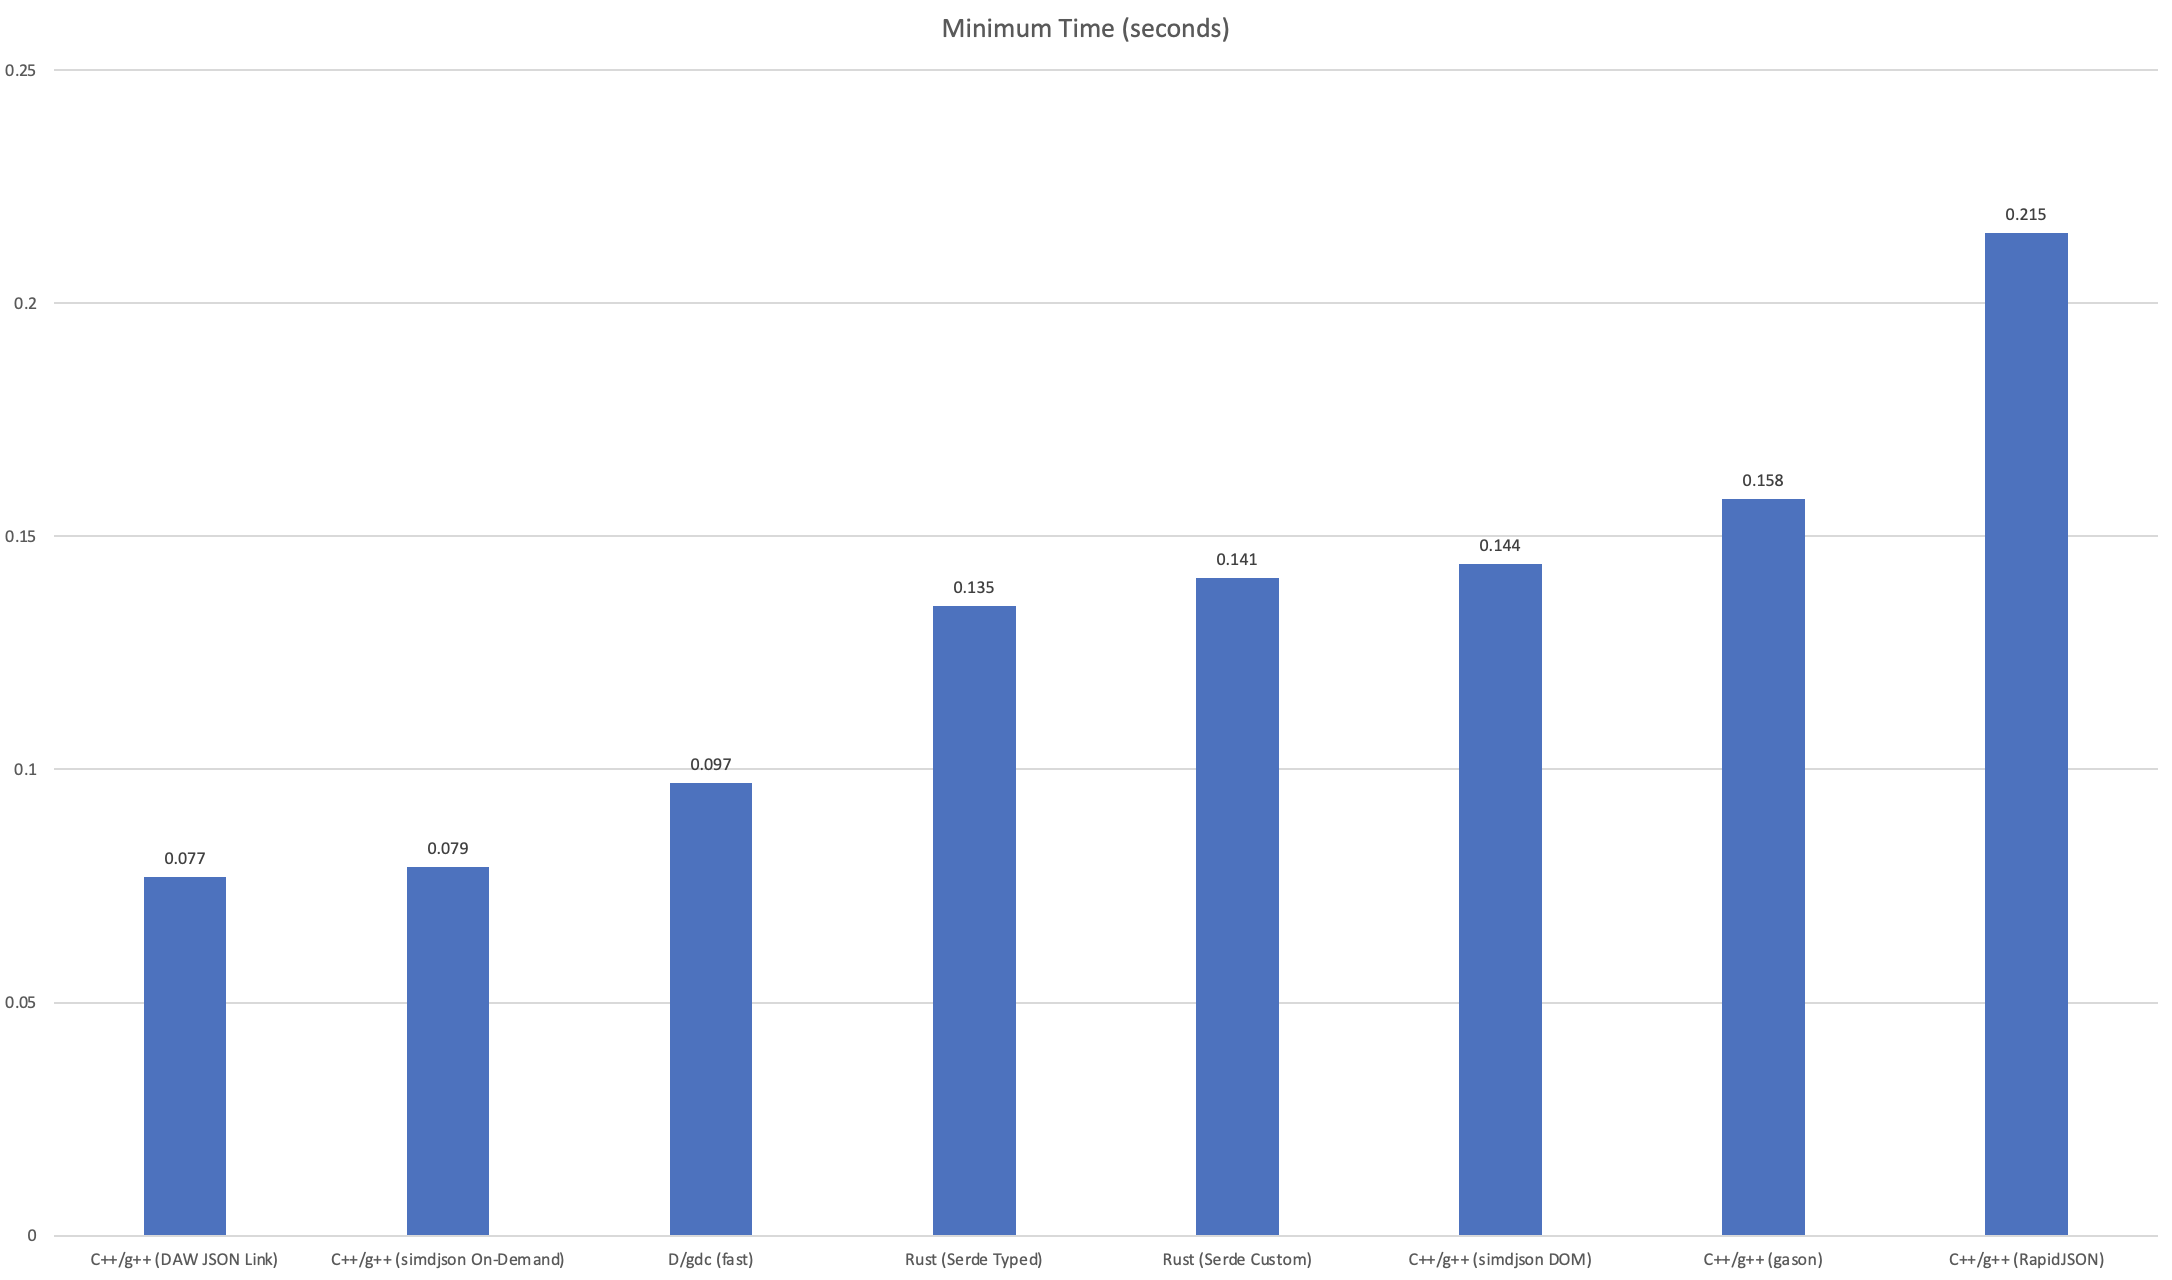 Minimum Time (seconds)
0.25
0.2
0.15
0.1
0.05
0
0.077
0.079
0.097
0.135
0.141
0.144
0.158
0.215
C++/g++ (DAW JSON Link)
C++/g++ (simdjson On-Demand)
D/gdc (fast)
Rust (Serde Typed)
Rust (Serde Custom)
C++/g++ (simdjson DOM)
C++/g++ (gason)
C++/g++ (RapidJSON)